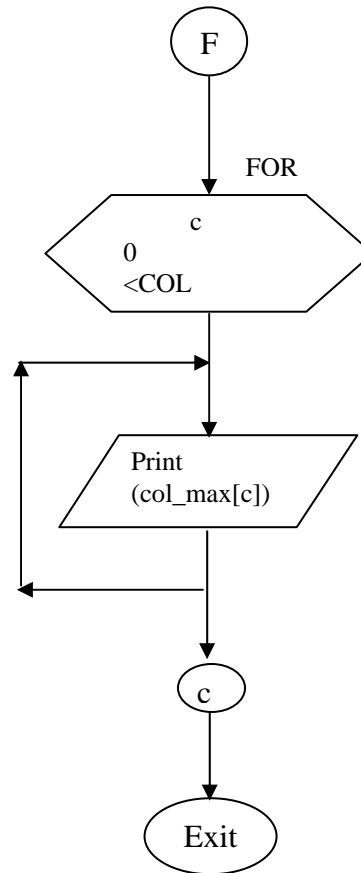 F
FOR
c
0
<COL
Print
(col_max[c])
c
Exit